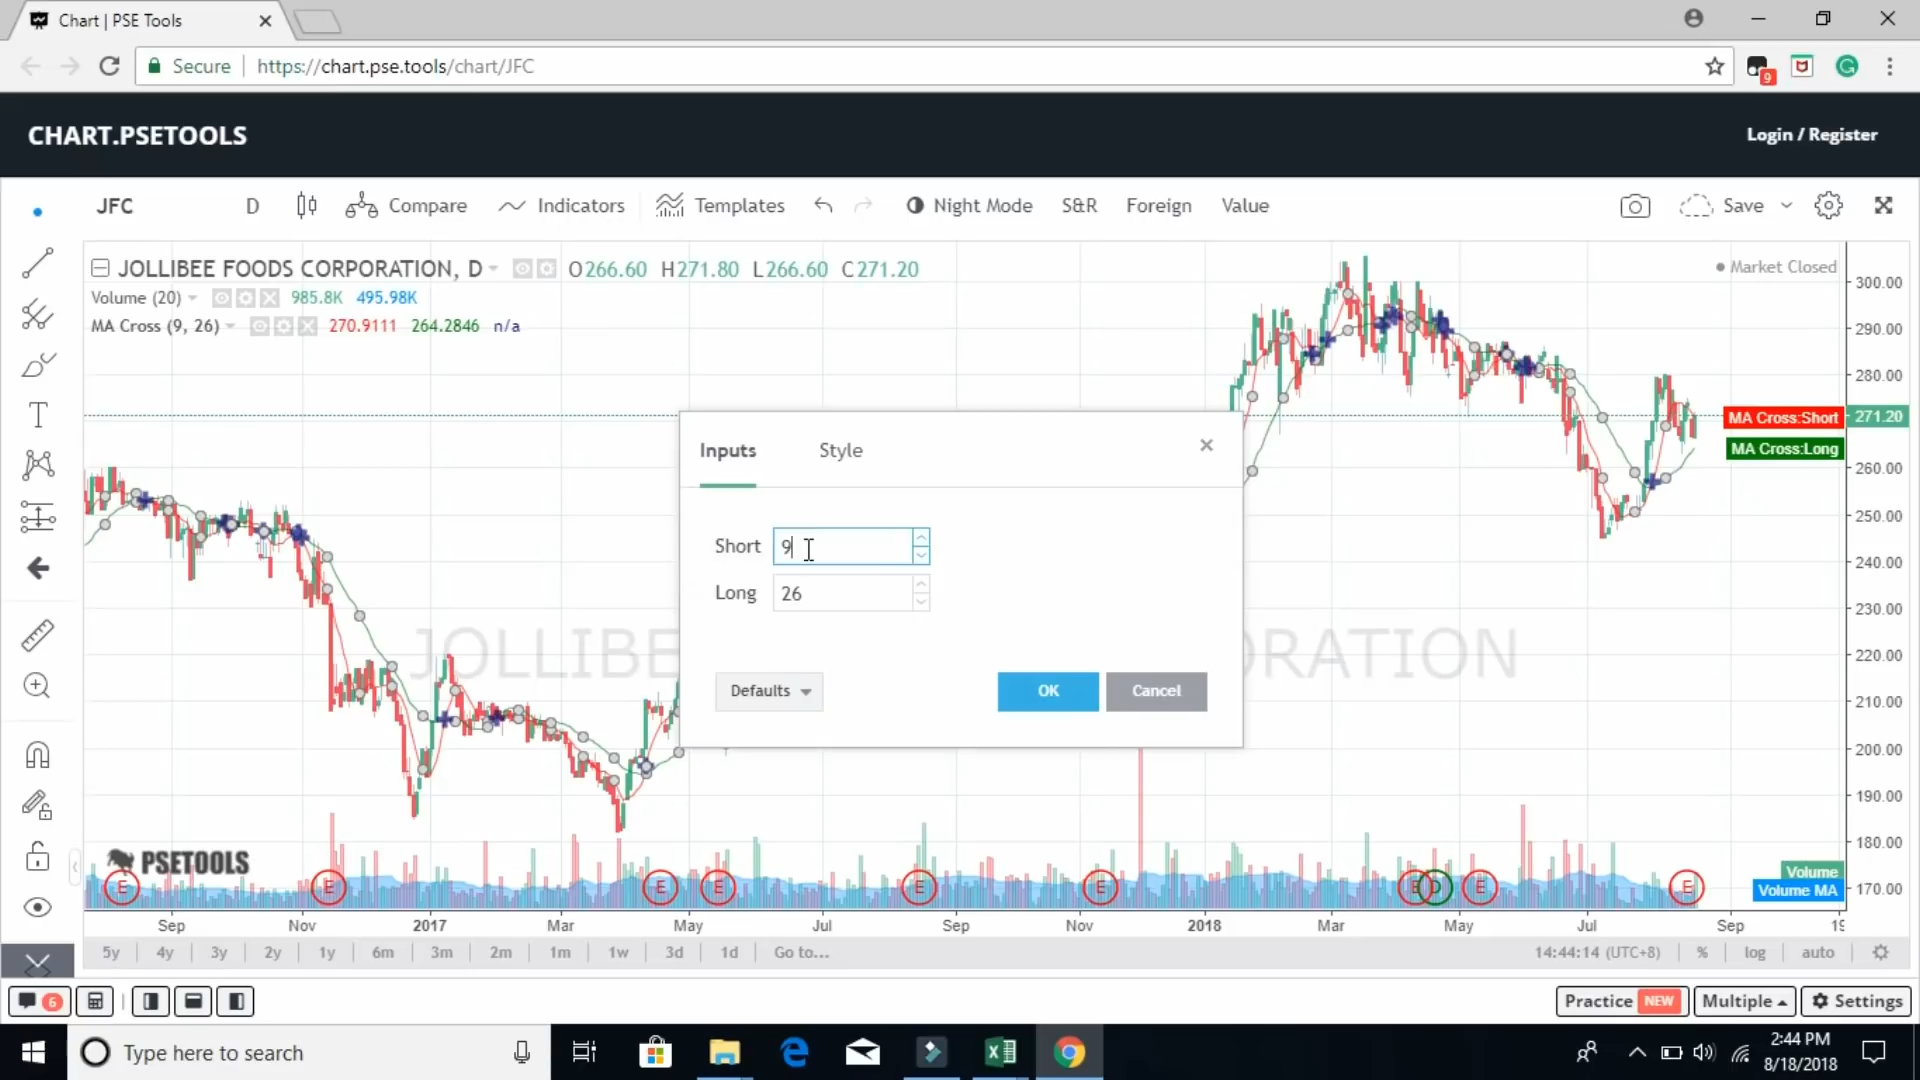 Chart | PSE Tools
Secure https://chart.pse.tools/chart/JFC
9
CHART.PSETOOLS Login / Register
JFC D Compare Indicators Templates Night Mode S&R Foreign Value Save
JOLLIBEE FOODS CORPORATION, D O266.60 H271.80 L266.60 C271.20
Market Closed
Volume (20) 985.8K 495.98K
MA Cross (9, 26) 270.9111 264.2846 n/a
300.00
290.00
280.00
MA Cross:Short 271.20
MA Cross:Long
260.00
250.00
240.00
230.00
220.00
210.00
200.00
190.00
180.00
170.00
Inputs Style
Short 9
Long 26
Defaults OK Cancel
JOLLIBE
ORATION
PSETOOLS
Volume
Volume MA
E E E E E E E D E E
Sep Nov 2017 Mar May Jul Sep Nov 2018 Mar May Jul Sep
5y 4y 3y 2y 1y 6m 3m 2m 1m 1w 3d 1d Go to... 14:44:14 (UTC+8) % log auto
6 Practice NEW Multiple Settings
Type here to search
2:44 PM
8/18/2018